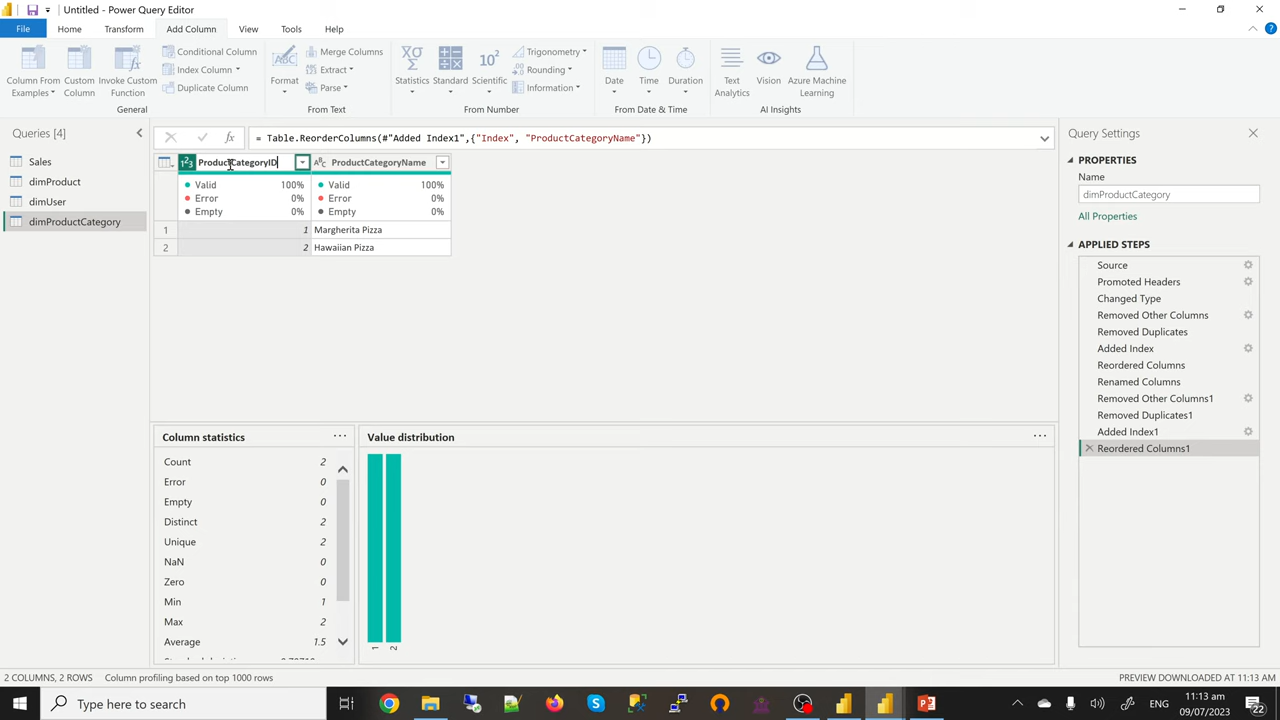 Untitled - Power Query Editor
File
Home
Transform
Add Column
View
Tools
Help
Column From
Examples
Custom
Column
Invoke Custom
Function
Conditional Column
Index Column
Duplicate Column
General
Format
Merge Columns
Extract
Parse
From Text
Statistics
Standard
Scientific
Trigonometry
Rounding
Information
From Number
Date
Time
Duration
From Date & Time
Text
Analytics
Vision
Azure Machine
Learning
AI Insights
Queries [4]
Sales
dimProduct
dimUser
dimProductCategory
= Table.ReorderColumns(#"Added Index1",{"Index", "ProductCategoryName"})
ProductCategoryID
ProductCategoryName
Valid 100%
Error 0%
Empty 0%
Valid 100%
Error 0%
Empty 0%
1 1 Margherita Pizza
2 2 Hawaiian Pizza
Column statistics
Count 2
Error 0
Empty 0
Distinct 2
Unique 2
NaN 0
Zero 0
Min 1
Max 2
Average 1.5
Value distribution
1
2
Query Settings
PROPERTIES
Name
dimProductCategory
All Properties
APPLIED STEPS
Source
Promoted Headers
Changed Type
Removed Other Columns
Removed Duplicates
Added Index
Reordered Columns
Renamed Columns
Removed Other Columns1
Removed Duplicates1
Added Index1
Reordered Columns1
2 COLUMNS, 2 ROWS
Column profiling based on top 1000 rows
PREVIEW DOWNLOADED AT 11:13 AM
Type here to search
ENG
11:13 am
09/07/2023
22